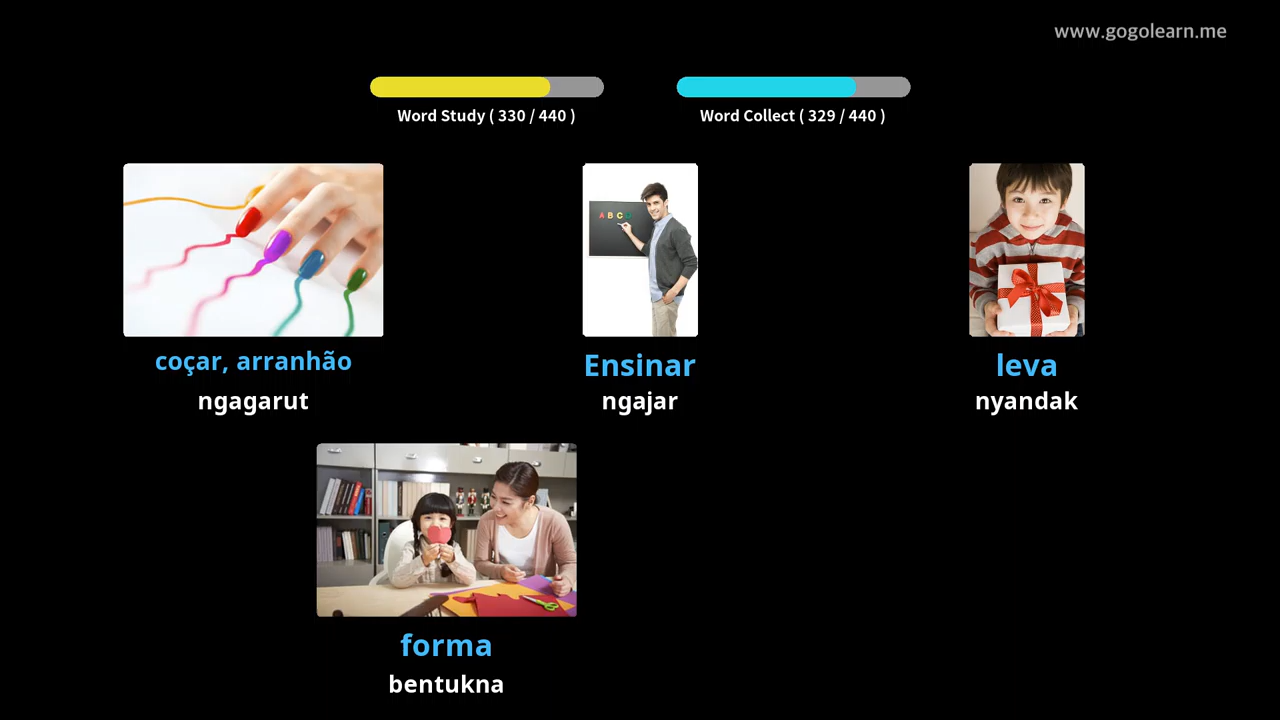 www.gogolearn.me
Word Study ( 330 / 440 )
Word Collect ( 329 / 440 )
A B C
coçar, arranhão
ngagarut
Ensinar
ngajar
leva
nyandak
forma
bentukna